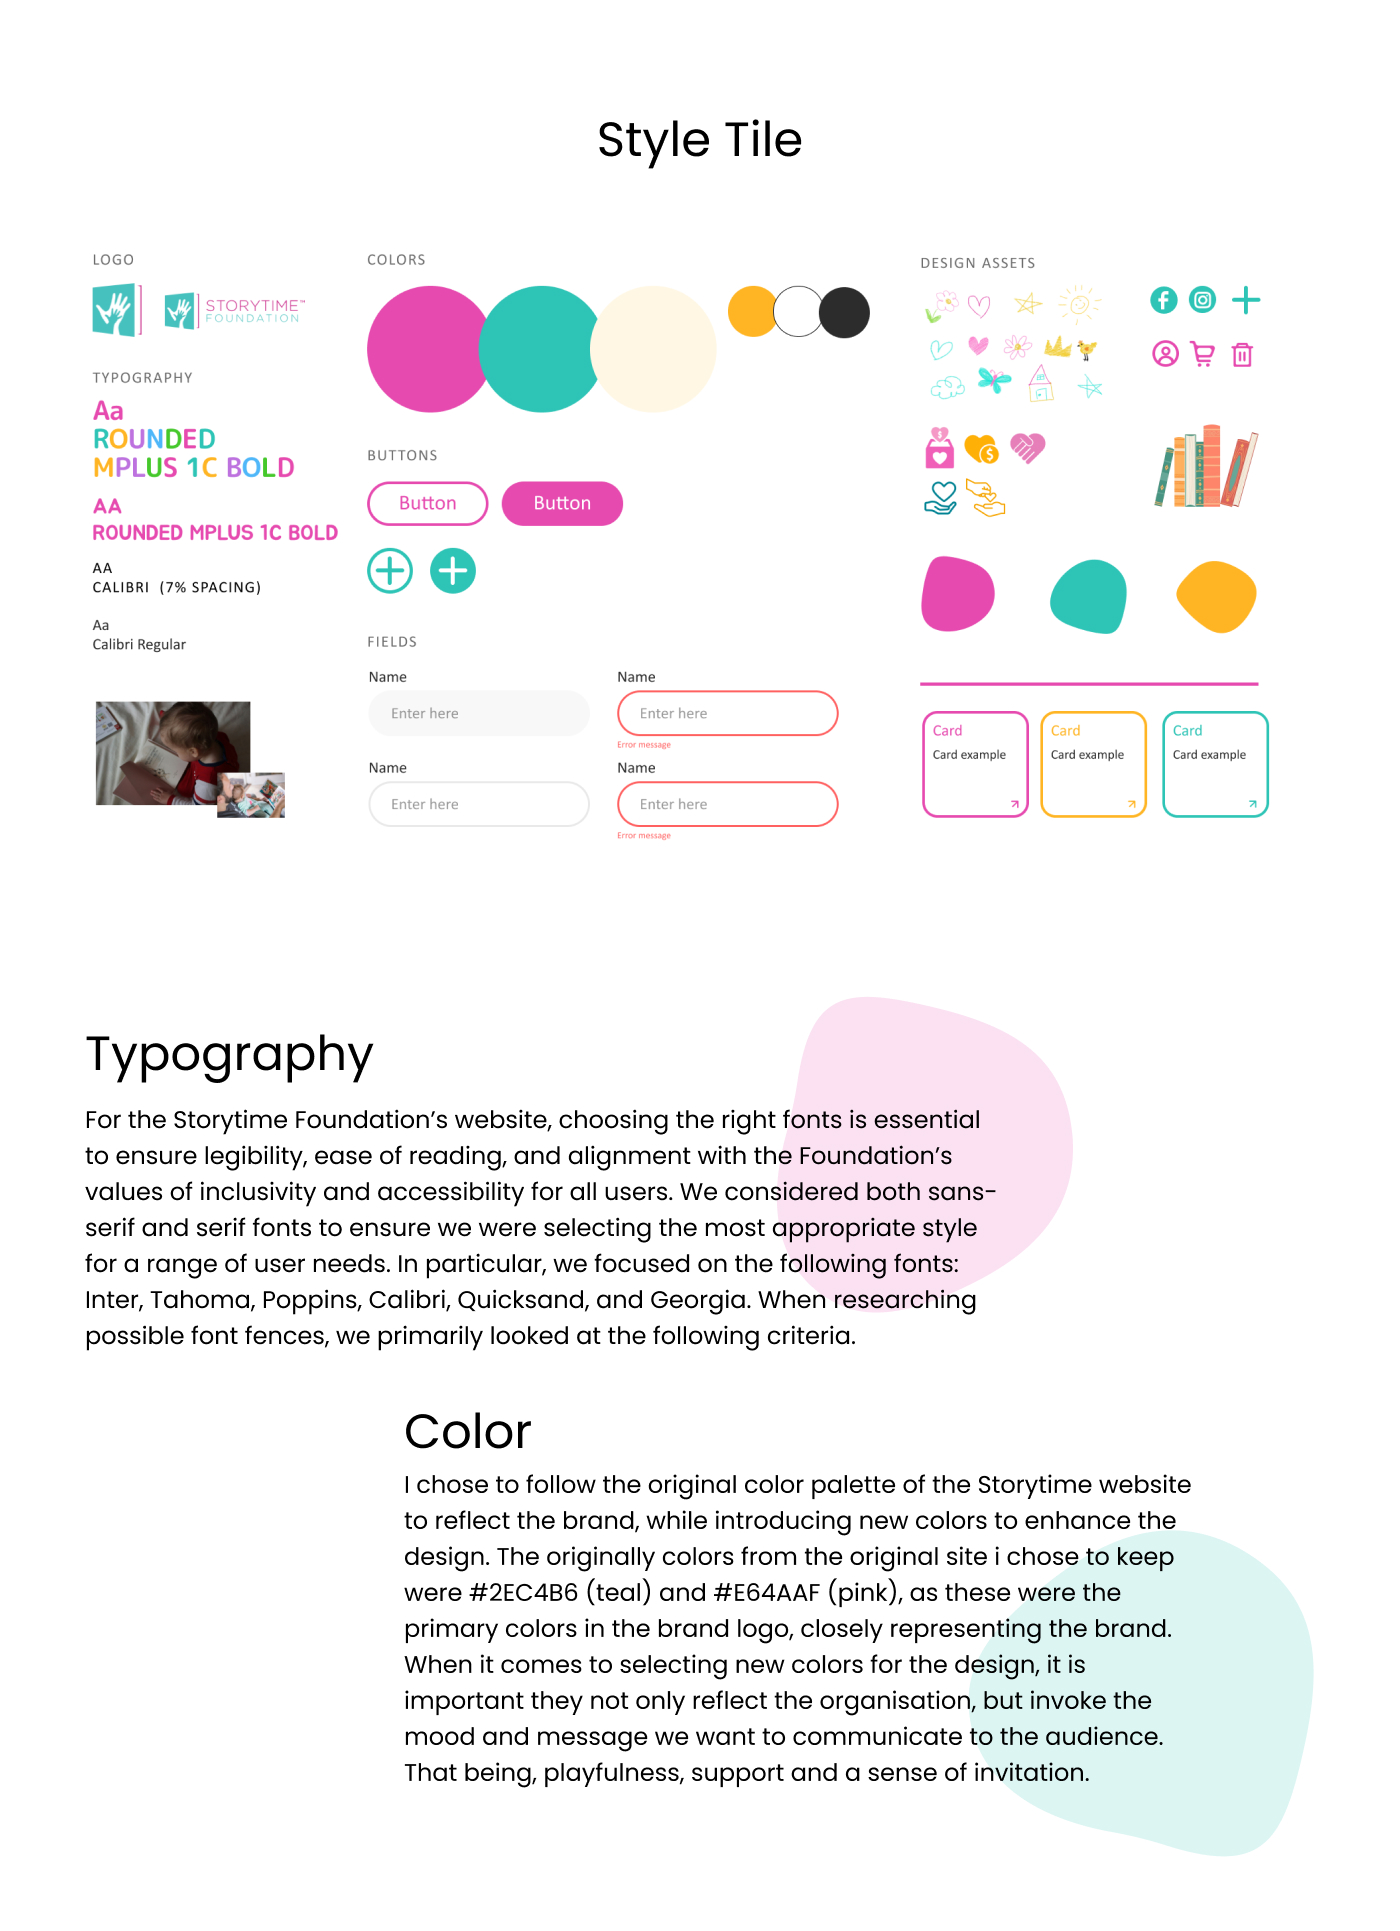 Style Tile
LOGO
STORYTIME™
FOUNDATION
TYPOGRAPHY
Aa
ROUNDED
MPLUS 1C BOLD
AA
ROUNDED MPLUS 1C BOLD
AA
CALIBRI (7% SPACING)
Aa
Calibri Regular
COLORS
BUTTONS
Button
Button
FIELDS
Name
Enter here
Name
Enter here
Error message
Name
Enter here
Name
Enter here
Error message
DESIGN ASSETS
Card
Card example
Card
Card example
Card
Card example
Typography
For the Storytime Foundation’s website, choosing the right fonts is essential
to ensure legibility, ease of reading, and alignment with the Foundation’s
values of inclusivity and accessibility for all users. We considered both sans-
serif and serif fonts to ensure we were selecting the most appropriate style
for a range of user needs. In particular, we focused on the following fonts:
Inter, Tahoma, Poppins, Calibri, Quicksand, and Georgia. When researching
possible font fences, we primarily looked at the following criteria.
Color
I chose to follow the original color palette of the Storytime website
to reflect the brand, while introducing new colors to enhance the
design. The originally colors from the original site i chose to keep
were #2EC4B6 (teal) and #E64AAF (pink), as these were the
primary colors in the brand logo, closely representing the brand.
When it comes to selecting new colors for the design, it is
important they not only reflect the organisation, but invoke the
mood and message we want to communicate to the audience.
That being, playfulness, support and a sense of invitation.